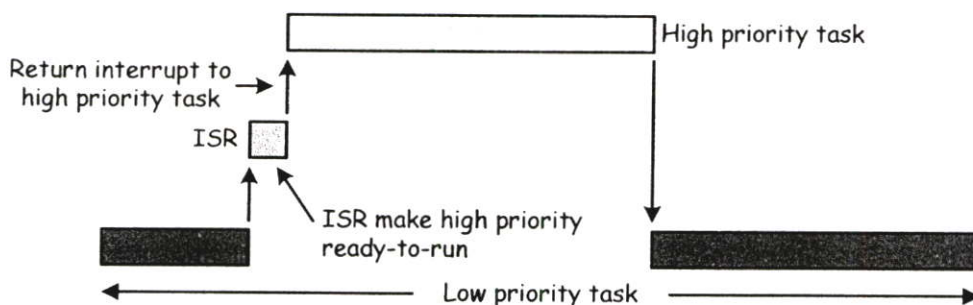 High priority task
Return interrupt to
high priority task
ISR
ISR make high priority
ready-to-run
Low priority task